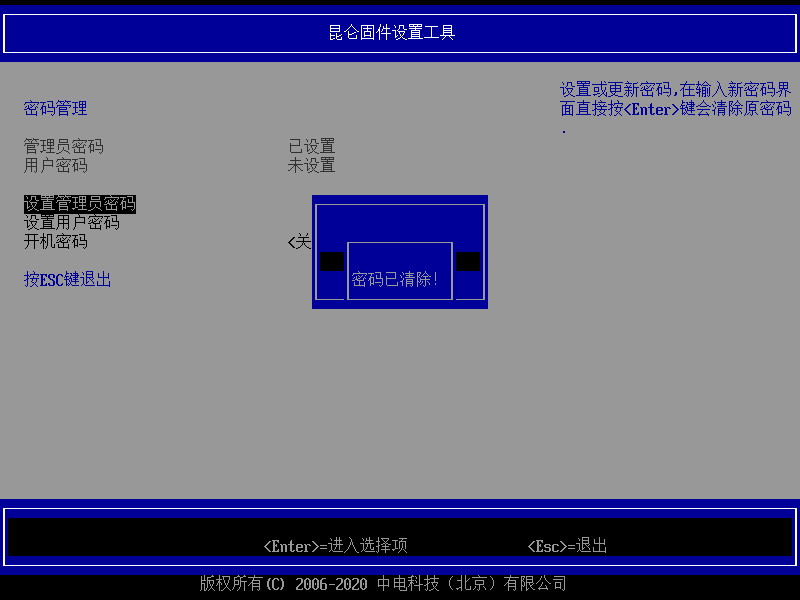 昆仑固件设置工具
密码管理
设置或更新密码,在输入新密码界
面直接按<Enter>键会清除原密码
.
管理员密码 已设置
用户密码 未设置
设置管理员密码
设置用户密码
开机密码 <关
密码已清除!
按ESC键退出
<Enter>=进入选择项 <Esc>=退出
版权所有(C) 2006-2020 中电科技（北京）有限公司